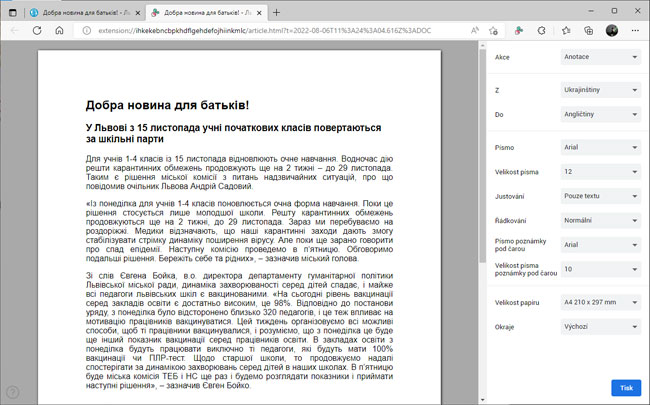 Добра новина для батьків! - Ль
Добра новина для батьків! - Ль
extension://ihkekebncbpkhdflgehdefojhiinkmlc/article.html?t=2022-08-06T11%3A24%3A04.616Z%3ADOC
Добра новина для батьків!
У Львові з 15 листопада учні початкових класів повертаються
за шкільні парти
Для учнів 1-4 класів із 15 листопада відновлюють очне навчання. Водночас дію
решти карантинних обмежень продовжують ще на 2 тижні – до 29 листопада.
Таким є рішення міської комісії з питань надзвичайних ситуацій, про що
повідомив очільник Львова Андрій Садовий.
«Із понеділка для учнів 1-4 класів поновлюється очна форма навчання. Поки це
рішення стосується лише молодшої школи. Решту карантинних обмежень
продовжуються ще на 2 тижні, до 29 листопада. Зараз ми перебуваємо на
роздоріжжі. Медики відзначають, що наші карантинні заходи дають змогу
стабілізувати стрімку динаміку поширення вірусу. Але поки ще зарано говорити
про спад епідемії. Наступну комісію проведемо в п'ятницю. Обговоримо
подальші рішення. Бережіть себе та рідних», – зазначив міський голова.
Зі слів Євгена Бойка, в.о. директора департаменту гуманітарної політики
Львівської міської ради, динаміка захворюваності серед дітей спадає, і майже
всі педагоги львівських шкіл є вакцинованими. «На сьогодні рівень вакцинації
серед закладів освіти є достатньо високим, це 98%. Відповідно до постанови
уряду, з понеділка було відсторонено близько 320 педагогів, і це теж вплине на
мотивацію працівників вакцинуватися. Цей тиждень організовуємо всі можливі
способи, щоб ті працівники вакцинувалися, і розуміємо, що з понеділка це буде
ще інший показник вакцинації серед працівників освіти. В закладах освіти з
понеділка будуть працювати виключно ті педагоги, які будуть мати 100%
вакцинації чи ПЛР-тест. Щодо старшої школи, то продовжуємо надалі
спостерігати за динамікою захворювань серед дітей в наших школах. В п'ятницю
буде міська комісія ТЕБ і НС ще раз і будемо розглядати показники і приймати
наступні рішення», – зазначив Євген Бойко.
Akce Anotace
Z Ukrajinštiny
Do Angličtiny
Písmo Arial
Velikost písma 12
Justování Pouze textu
Řádkování Normální
Písmo poznámky
pod čarou Arial
Velikost písma
poznámky pod čarou 10
Velikost papíru A4 210 x 297 mm
Okraje Výchozí
Tisk